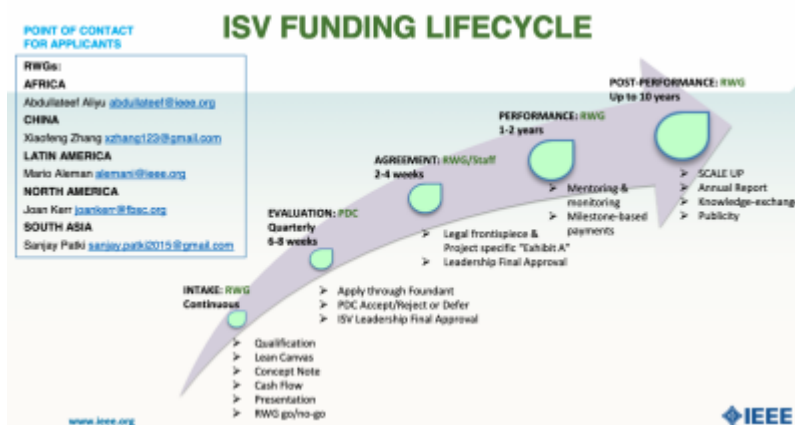 ISV FUNDING LIFECYCLE
POINT OF CONTACT
FOR APPLICANTS
RWGs:
AFRICA
Abdullateef Aliyu abdullateef@ieee.org
CHINA
Xiaofeng Zhang xzhang123@gmail.com
LATIN AMERICA
Mario Aleman alemani@ieee.org
NORTH AMERICA
Joan Kerr joankerr@fbsc.org
SOUTH ASIA
Sanjay Patki sanjay.patki2015@gmail.com
INTAKE: RWG
Continuous
➢ Qualification
➢ Lean Canvas
➢ Concept Note
➢ Cash Flow
➢ Presentation
➢ RWG go/no-go
EVALUATION: PDC
Quarterly
6-8 weeks
➢ Apply through Foundant
➢ PDC Accept/Reject or Defer
➢ ISV Leadership Final Approval
AGREEMENT: RWG/Staff
2-4 weeks
➢ Legal frontispiece &
Project specific "Exhibit A"
➢ Leadership Final Approval
PERFORMANCE: RWG
1-2 years
➢ Mentoring &
monitoring
➢ Milestone-based
payments
POST-PERFORMANCE: RWG
Up to 10 years
➢ SCALE UP
➢ Annual Report
➢ Knowledge-exchange
➢ Publicity
www.ieee.org
IEEE